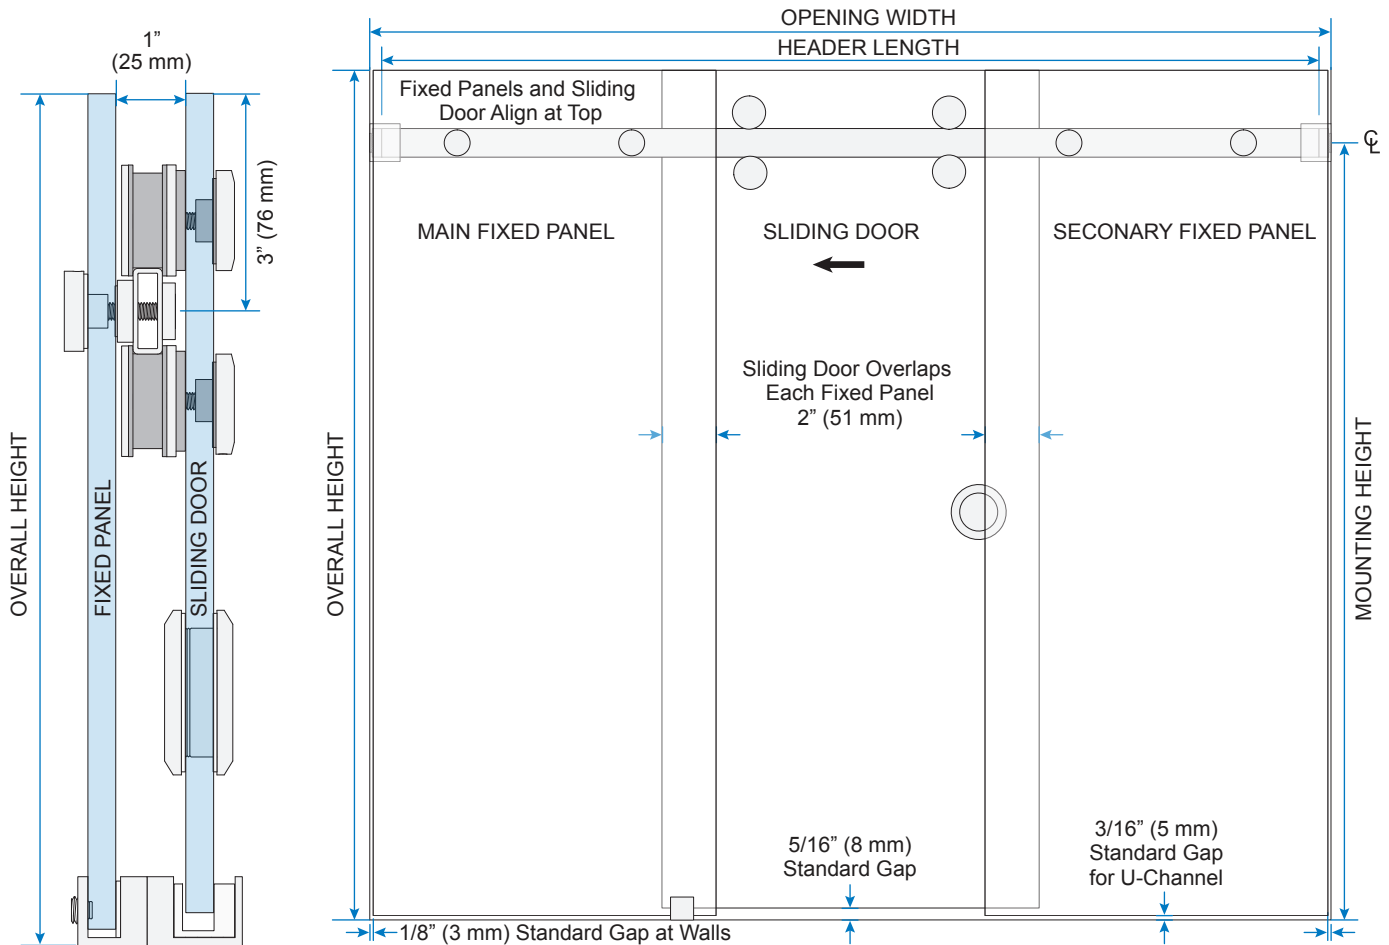 OPENING WIDTH
HEADER LENGTH
1”
(25 mm)
3” (76 mm)
OVERALL HEIGHT
FIXED PANEL
SLIDING DOOR
OVERALL HEIGHT
Fixed Panels and Sliding
Door Align at Top
℄
MAIN FIXED PANEL
SLIDING DOOR
SECONARY FIXED PANEL
Sliding Door Overlaps
Each Fixed Panel
2” (51 mm)
MOUNTING HEIGHT
5/16” (8 mm)
Standard Gap
3/16” (5 mm)
Standard Gap
for U-Channel
1/8” (3 mm) Standard Gap at Walls